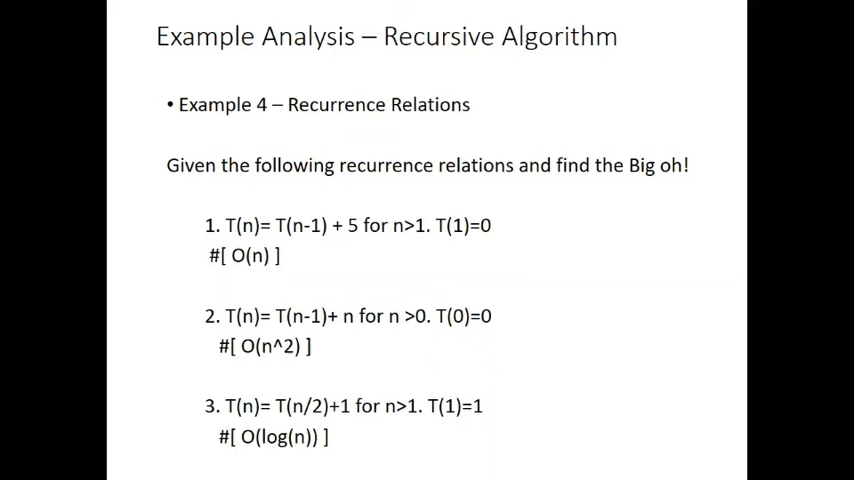 Example Analysis – Recursive Algorithm
• Example 4 – Recurrence Relations
Given the following recurrence relations and find the Big oh!
1. T(n)= T(n-1) + 5 for n>1. T(1)=0
#[ O(n) ]
2. T(n)= T(n-1)+ n for n >0. T(0)=0
#[ O(n^2) ]
3. T(n)= T(n/2)+1 for n>1. T(1)=1
#[ O(log(n)) ]